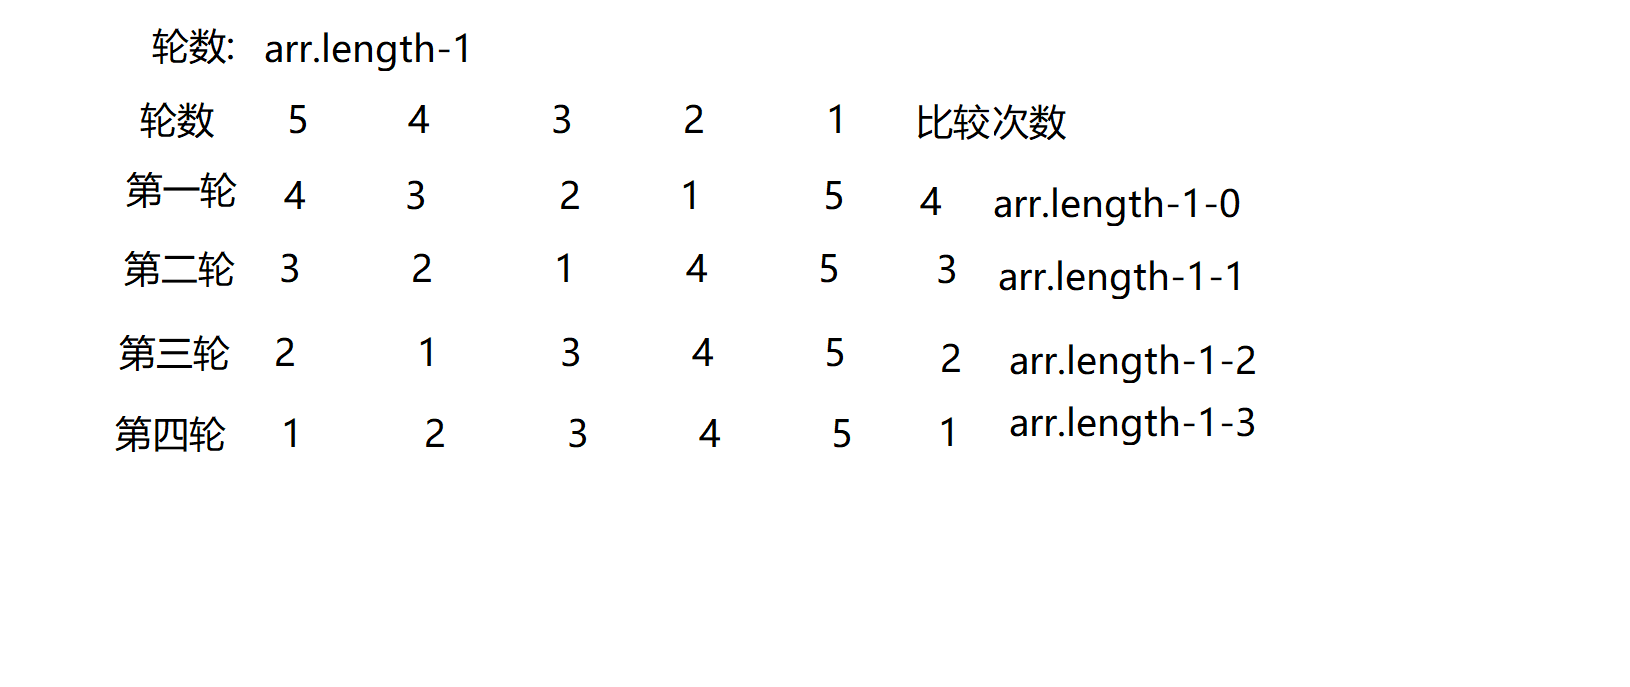 轮数: arr.length-1
轮数 5 4 3 2 1 比较次数
第一轮 4 3 2 1 5 4 arr.length-1-0
第二轮 3 2 1 4 5 3 arr.length-1-1
第三轮 2 1 3 4 5 2 arr.length-1-2
第四轮 1 2 3 4 5 1 arr.length-1-3